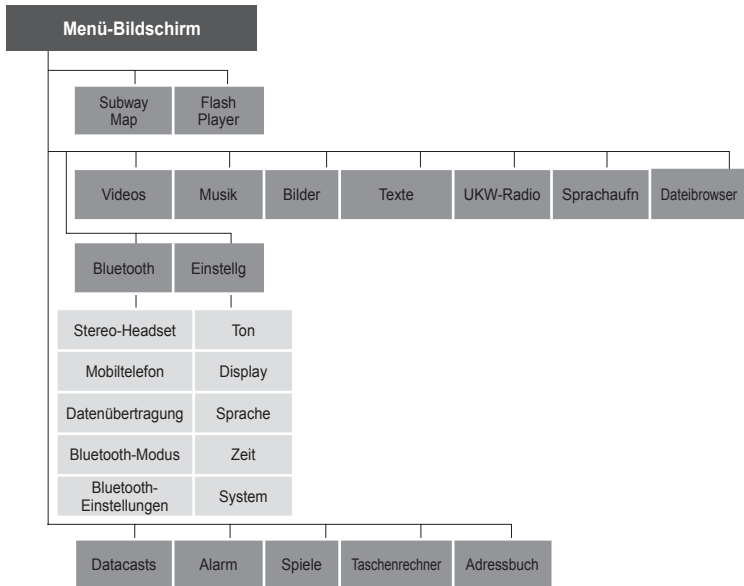 Menü-Bildschirm
Subway
Map
Flash
Player
Videos
Musik
Bilder
Texte
UKW-Radio
Sprachaufn
Dateibrowser
Bluetooth
Einstellg
Stereo-Headset
Ton
Mobiltelefon
Display
Datenübertragung
Sprache
Bluetooth-Modus
Zeit
Bluetooth-
Einstellungen
System
Datacasts
Alarm
Spiele
Taschenrechner
Adressbuch